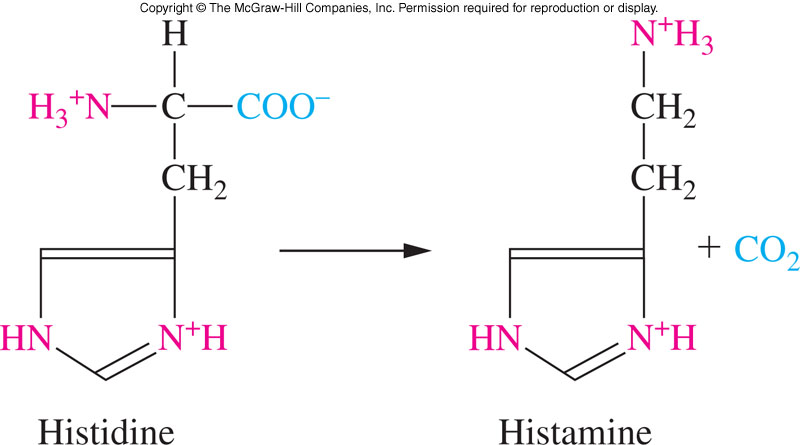 Copyright © The McGraw-Hill Companies, Inc. Permission required for reproduction or display.
H N⁺H₃
H₃⁺N C COO⁻ CH₂
CH₂ CH₂
+ CO₂
HN N⁺H HN N⁺H
Histidine Histamine